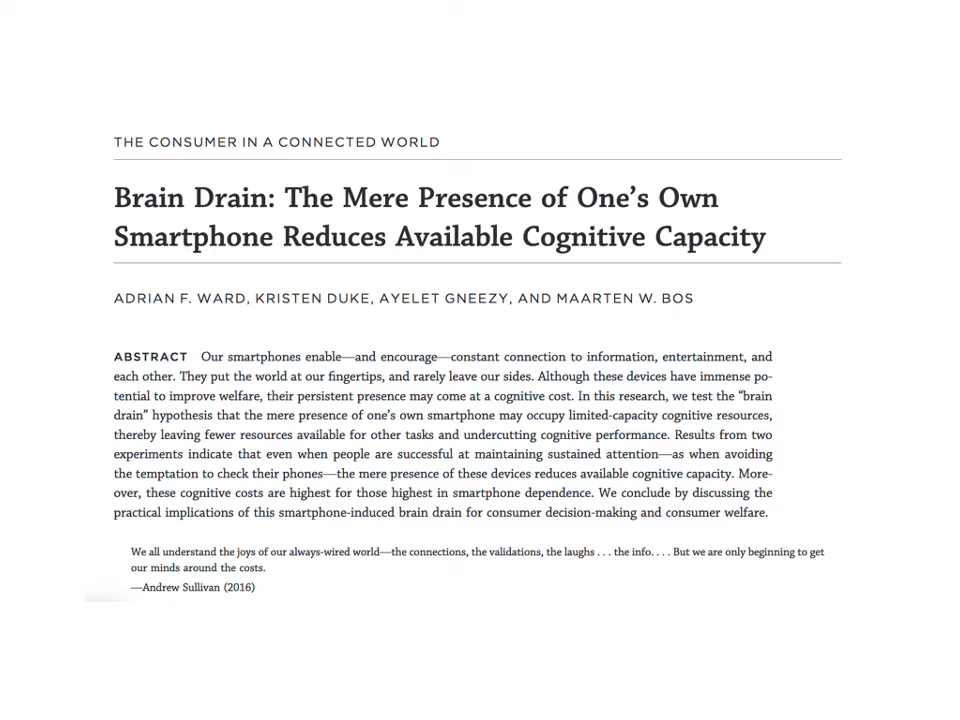 THE CONSUMER IN A CONNECTED WORLD
Brain Drain: The Mere Presence of One’s Own
Smartphone Reduces Available Cognitive Capacity
ADRIAN F. WARD, KRISTEN DUKE, AYELET GNEEZY, AND MAARTEN W. BOS
ABSTRACT Our smartphones enable—and encourage—constant connection to information, entertainment, and
each other. They put the world at our fingertips, and rarely leave our sides. Although these devices have immense po-
tential to improve welfare, their persistent presence may come at a cognitive cost. In this research, we test the “brain
drain” hypothesis that the mere presence of one’s own smartphone may occupy limited-capacity cognitive resources,
thereby leaving fewer resources available for other tasks and undercutting cognitive performance. Results from two
experiments indicate that even when people are successful at maintaining sustained attention—as when avoiding
the temptation to check their phones—the mere presence of these devices reduces available cognitive capacity. More-
over, these cognitive costs are highest for those highest in smartphone dependence. We conclude by discussing the
practical implications of this smartphone-induced brain drain for consumer decision-making and consumer welfare.
We all understand the joys of our always-wired world—the connections, the validations, the laughs . . . the info. . . . But we are only beginning to get
our minds around the costs.
—Andrew Sullivan (2016)